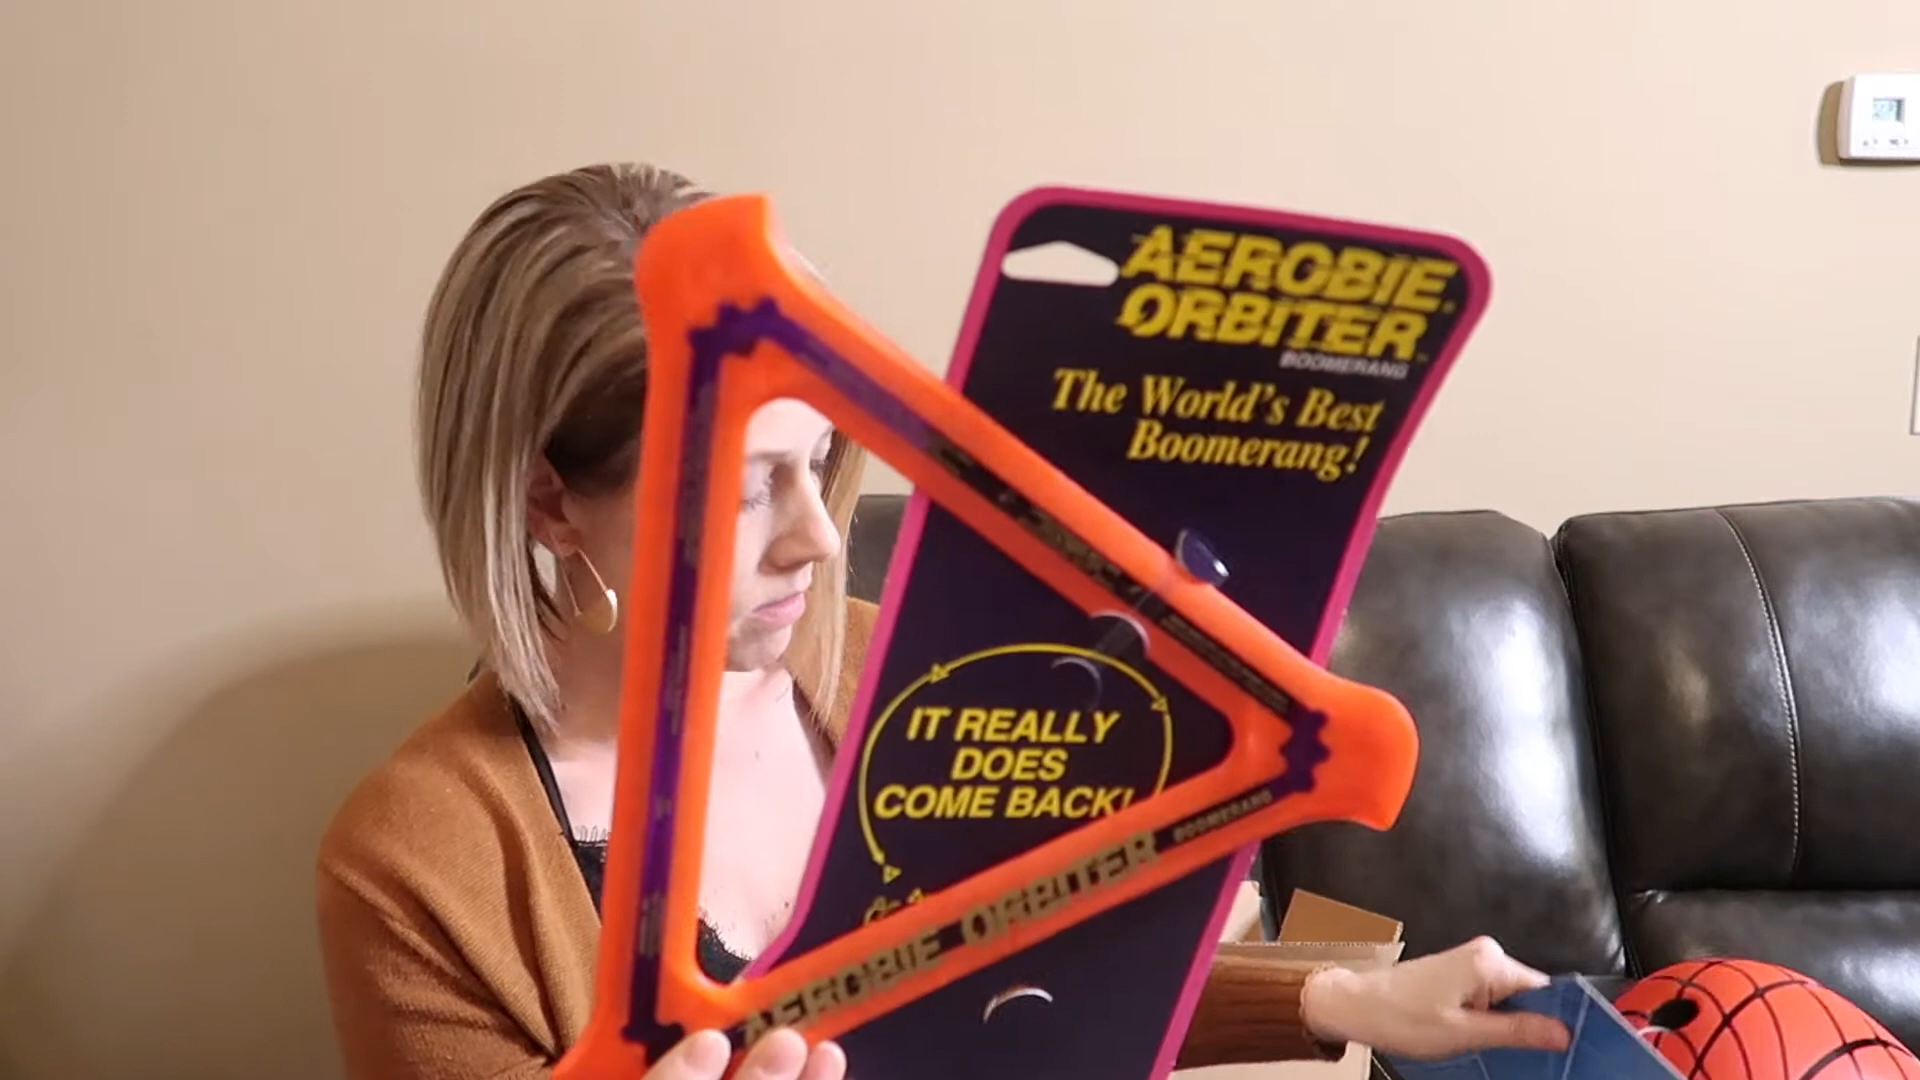 AEROBIE
ORBITER
BOOMERANG
The World's Best
Boomerang!
IT REALLY
DOES
COME BACK!
AEROBIE ORBITER BOOMERANG